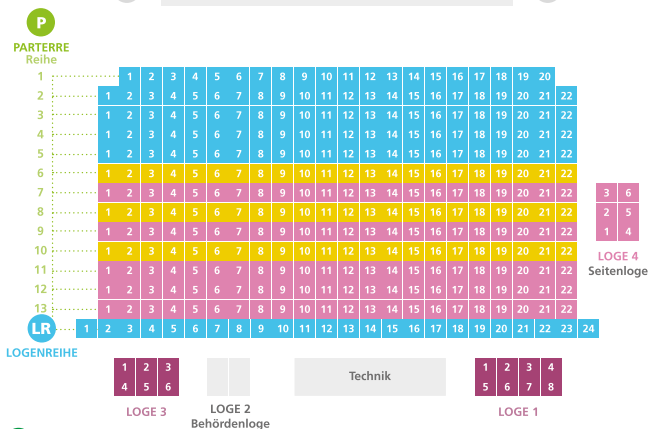 P
PARTERRE
Reihe
1 1 2 3 4 5 6 7 8 9 10 11 12 13 14 15 16 17 18 19 20
2 1 2 3 4 5 6 7 8 9 10 11 12 13 14 15 16 17 18 19 20 21 22
3 1 2 3 4 5 6 7 8 9 10 11 12 13 14 15 16 17 18 19 20 21 22
4 1 2 3 4 5 6 7 8 9 10 11 12 13 14 15 16 17 18 19 20 21 22
5 1 2 3 4 5 6 7 8 9 10 11 12 13 14 15 16 17 18 19 20 21 22
6 1 2 3 4 5 6 7 8 9 10 11 12 13 14 15 16 17 18 19 20 21 22
7 1 2 3 4 5 6 7 8 9 10 11 12 13 14 15 16 17 18 19 20 21 22 3 6
8 1 2 3 4 5 6 7 8 9 10 11 12 13 14 15 16 17 18 19 20 21 22 2 5
9 1 2 3 4 5 6 7 8 9 10 11 12 13 14 15 16 17 18 19 20 21 22 1 4
10 1 2 3 4 5 6 7 8 9 10 11 12 13 14 15 16 17 18 19 20 21 22
LOGE 4
11 1 2 3 4 5 6 7 8 9 10 11 12 13 14 15 16 17 18 19 20 21 22
Seitenloge
12 1 2 3 4 5 6 7 8 9 10 11 12 13 14 15 16 17 18 19 20 21 22
13 1 2 3 4 5 6 7 8 9 10 11 12 13 14 15 16 17 18 19 20 21 22
LR 1 2 3 4 5 6 7 8 9 10 11 12 13 14 15 16 17 18 19 20 21 22 23 24
LOGENREIHE
1 2 3
4 5 6
LOGE 3
LOGE 2
Behördenloge
Technik
1 2 3 4
5 6 7 8
LOGE 1